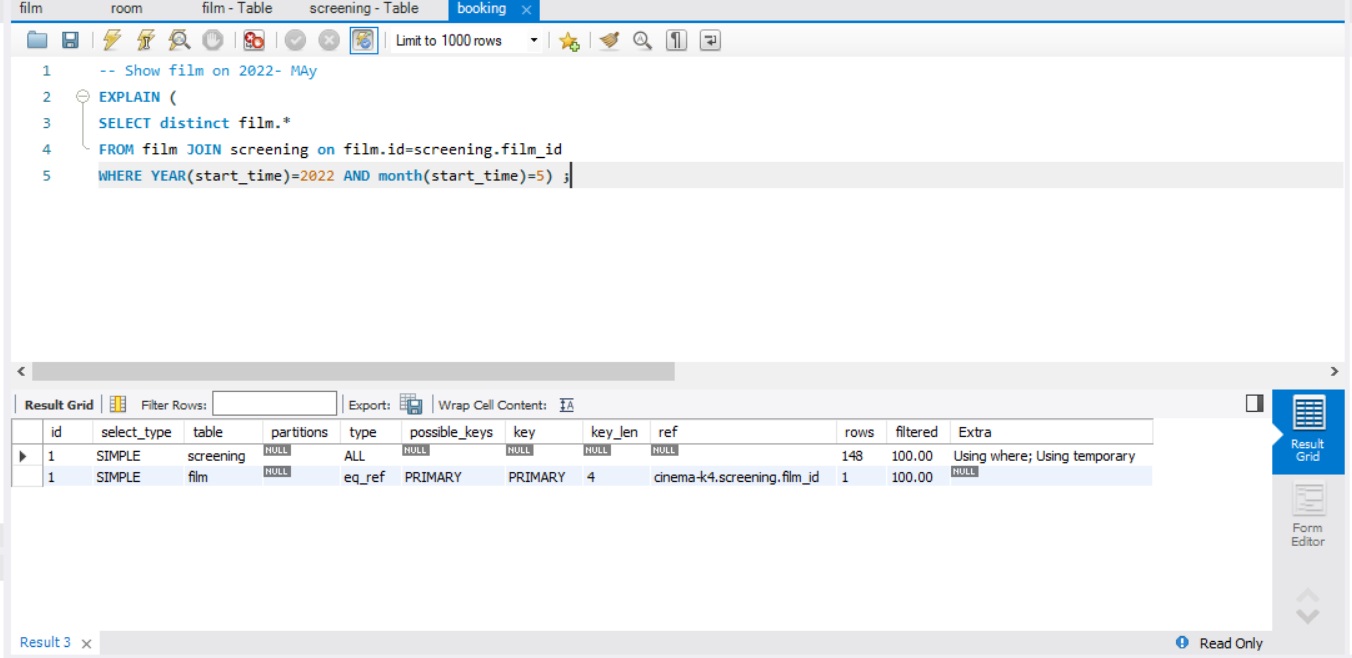 film room film - Table screening - Table booking
Limit to 1000 rows
1 -- Show film on 2022- MAy
2 EXPLAIN (
3 SELECT distinct film.*
4 FROM film JOIN screening on film.id=screening.film_id
5 WHERE YEAR(start_time)=2022 AND month(start_time)=5) ;
Result Grid Filter Rows: Export: Wrap Cell Content: IA
id select_type table partitions type possible_keys key key_len ref rows filtered Extra
1 SIMPLE screening NULL ALL NULL NULL NULL NULL 148 100.00 Using where; Using temporary
1 SIMPLE film NULL eq_ref PRIMARY PRIMARY 4 cinema-k4.screening.film_id 1 100.00 NULL
Result
Grid
Form
Editor
Result 3 Read Only